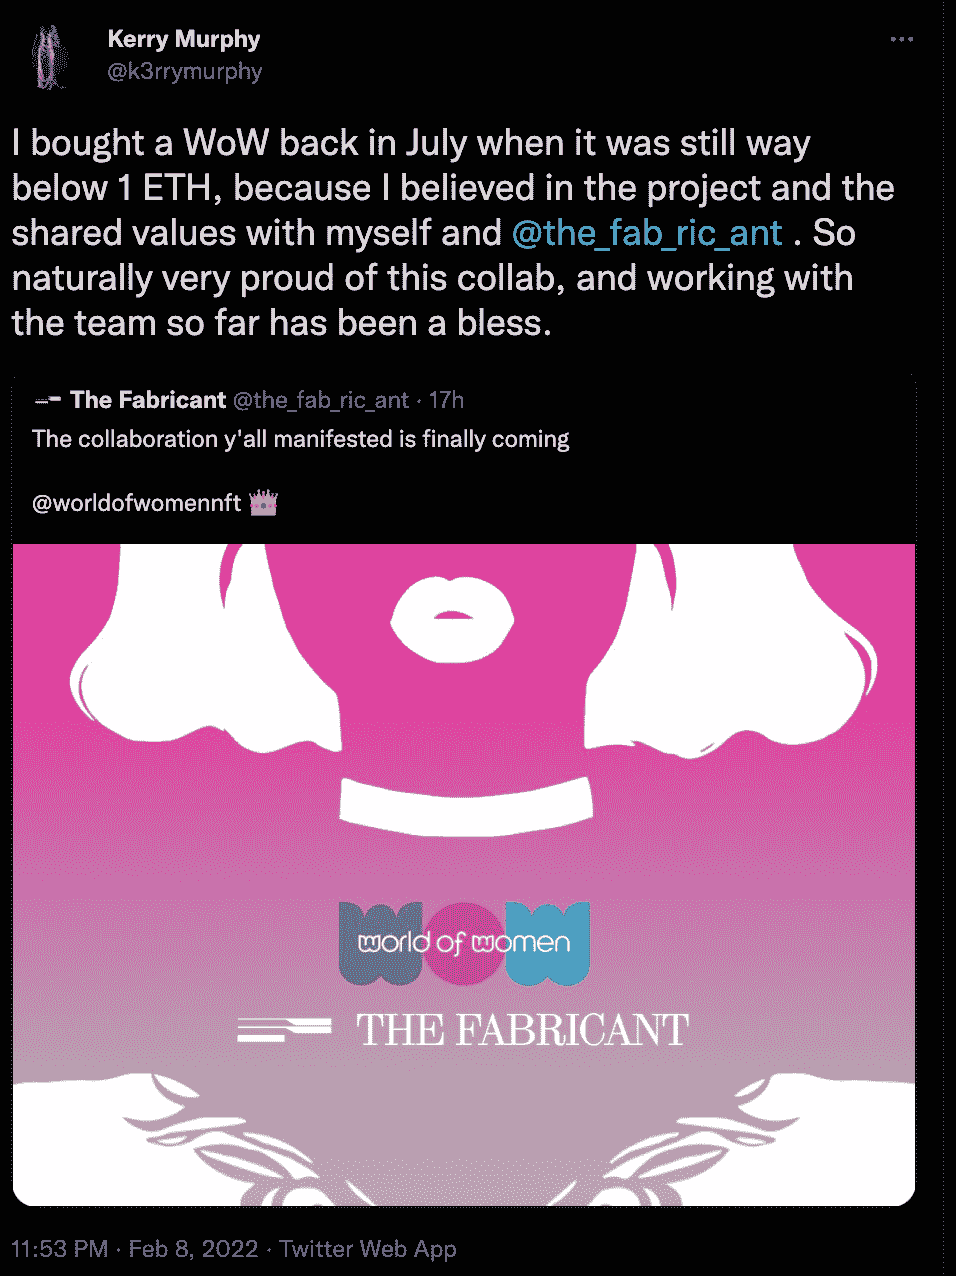 Kerry Murphy
@k3rrymurphy
I bought a WoW back in July when it was still way
below 1 ETH, because I believed in the project and the
shared values with myself and @the_fab_ric_ant . So
naturally very proud of this collab, and working with
the team so far has been a bless.
The Fabricant @the_fab_ric_ant · 17h
The collaboration y'all manifested is finally coming
@worldofwomennft
world of women
THE FABRICANT
11:53 PM · Feb 8, 2022 · Twitter Web App